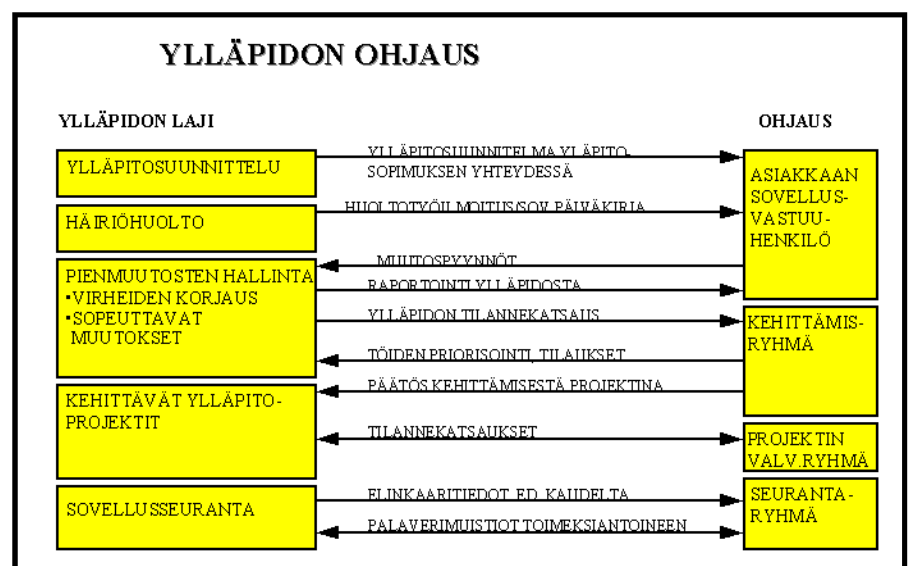 YLLÄPIDON OHJAUS
YLLÄPIDON LAJI
OHJAUS
YLLÄPITOSUUNNITTELU
YLLÄPITOSUUNNITELMA YLÄPITO-
SOPIMUKSEN YHTEYDESSÄ
ASIAKKAAN
SOVELLUS-
VASTUU-
HENKILÖ
HÄIRIÖHUOLTO
HUOLTOTYÖILMOITUS/SOV. PÄIVÄKIRJA
MUUTOSPYYNNÖT
PIENMUUTOSTEN HALLINTA
•VIRHEIDEN KORJAUS
•SOPEUTTAVAT
MUUTOKSET
RAPORTOINTI YLLÄPIDOSTA
YLLÄPIDON TILANNEKATSAUS
KEHITTÄMIS-
RYHMÄ
TÖIDEN PRIORISOINTI, TILAUKSET
PÄÄTÖS KEHITTÄMISESTÄ PROJEKTINA
KEHITTÄVÄT YLLÄPITO-
PROJEKTIT
TILANNEKATSAUKSET
PROJEKTIN
VALV.RYHMÄ
SOVELLUSSEURANTA
ELINKAARITIEDOT ED. KAUDELTA
PALAVERIMUISTIOT TOIMEKSIANTOINEEN
SEURANTA-
RYHMÄ